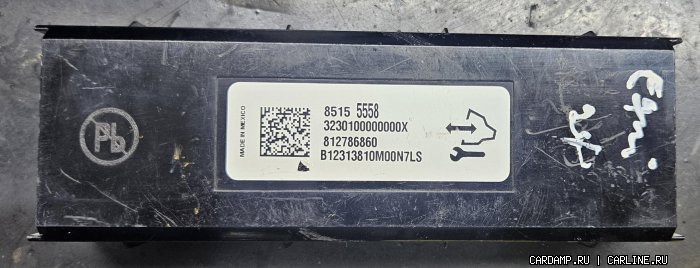 Pb
MADE IN MEXICO
8515 5558
3230100000000X
812786860
B12313810M00N7LS
CARDAMP.RU | CARLINE.RU